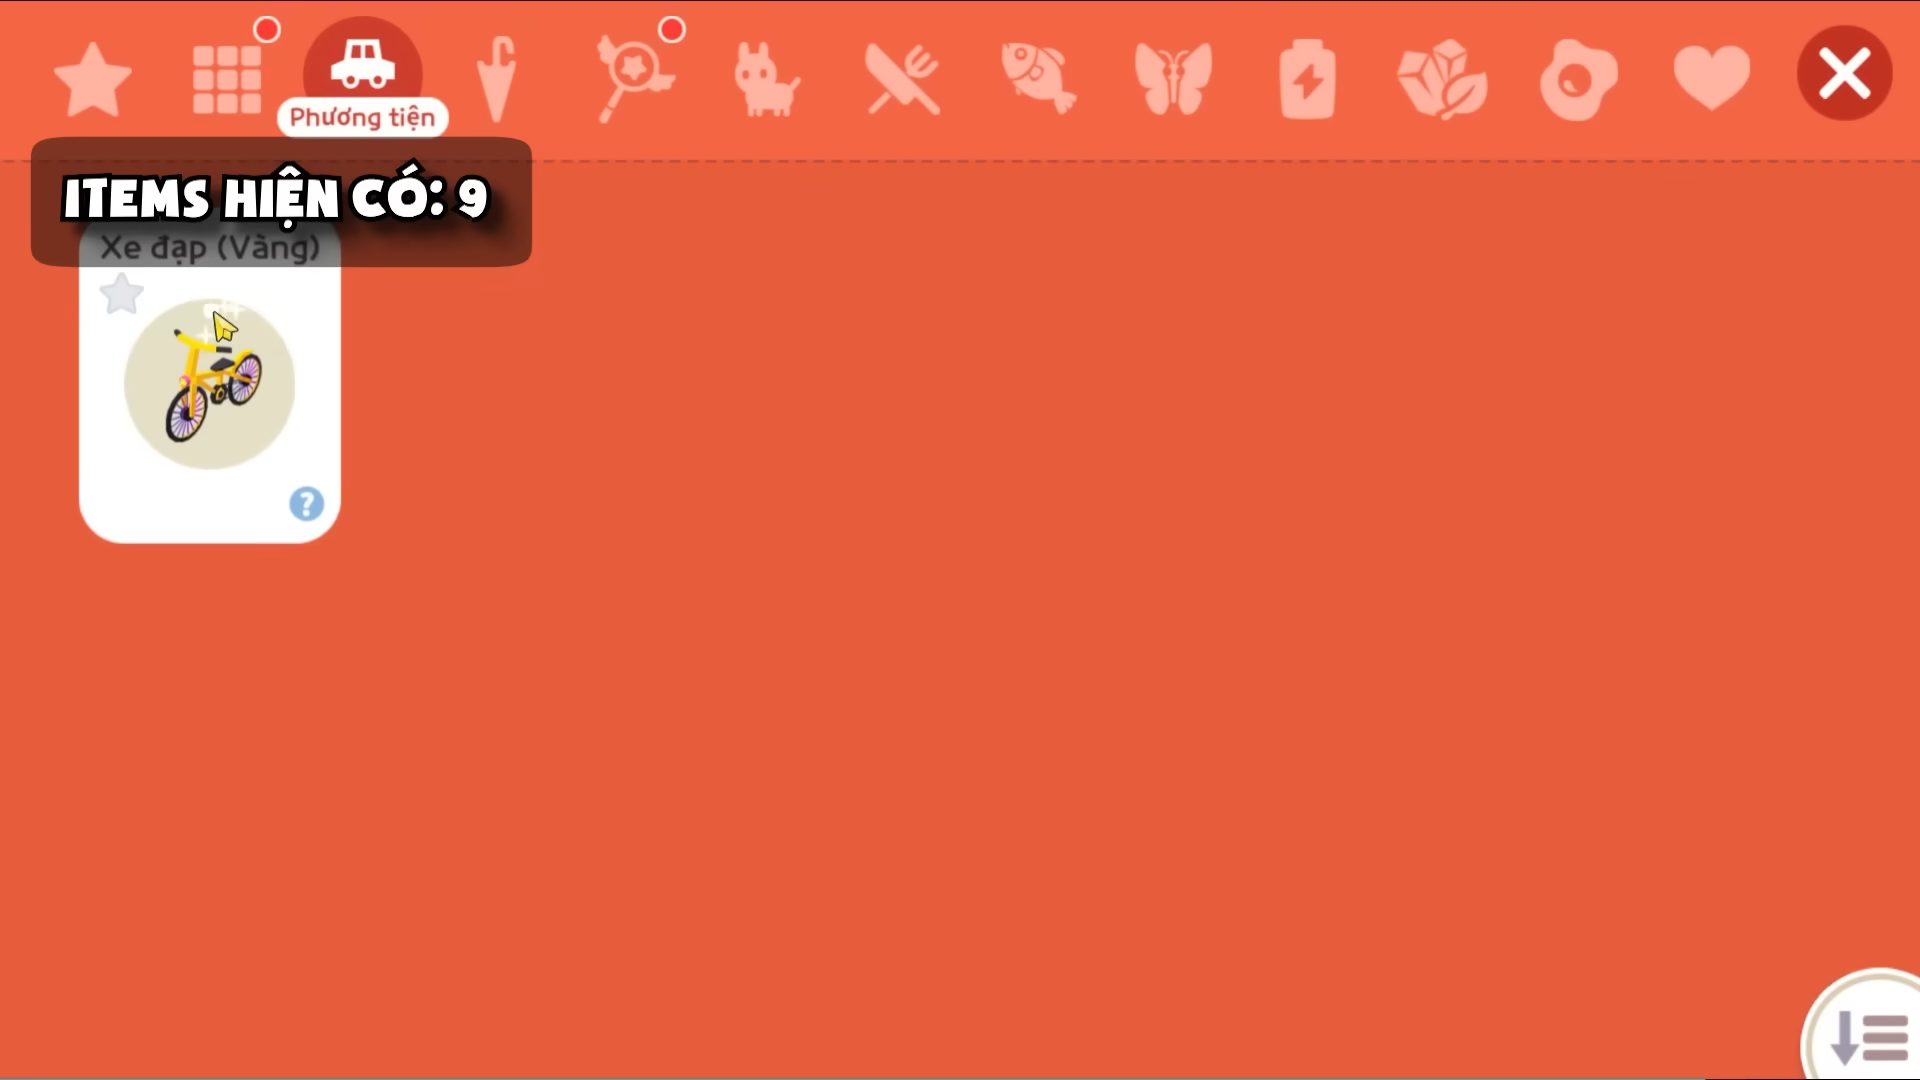 Phương tiện
ITEMS HIỆN CÓ: 9
Xe đạp (Vàng)
?